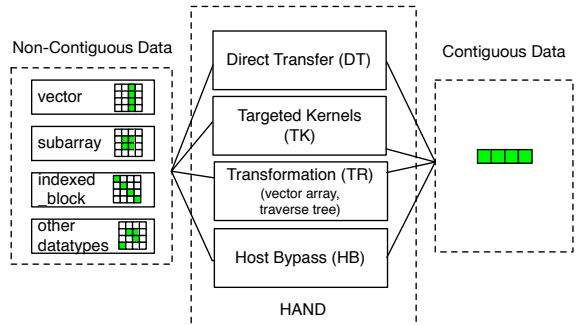 Non-Contiguous Data
vector
subarray
indexed
_block
other
datatypes
Direct Transfer (DT)
Targeted Kernels
(TK)
Transformation (TR)
(vector array,
traverse tree)
Host Bypass (HB)
HAND
Contiguous Data